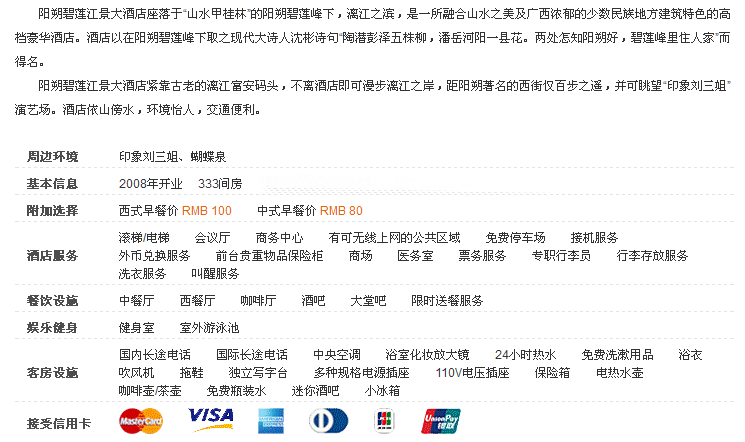 阳朔碧莲江景大酒店座落于“山水甲桂林”的阳朔碧莲峰下，漓江之滨，是一所融合山水之美及广西浓郁的少数民族地方建筑特色的高
档豪华酒店。酒店以在阳朔碧莲峰下取之现代大诗人沈彬诗句“陶潜彭泽五株柳，潘岳河阳一县花。两处怎知阳朔好，碧莲峰里住人家”而
得名。
阳朔碧莲江景大酒店紧靠古老的漓江富安码头，不离酒店即可漫步漓江之岸，距阳朔著名的西街仅百步之遥，并可眺望“印象刘三姐”
演艺场。酒店依山傍水，环境怡人，交通便利。
周边环境 印象刘三姐、蝴蝶泉
基本信息 2008年开业 333间房
附加选择 西式早餐价 RMB 100 中式早餐价 RMB 80
滚梯/电梯 会议厅 商务中心 有可无线上网的公共区域 免费停车场 接机服务
酒店服务 外币兑换服务 前台贵重物品保险柜 商场 医务室 票务服务 专职行李员 行李存放服务
洗衣服务 叫醒服务
餐饮设施 中餐厅 西餐厅 咖啡厅 酒吧 大堂吧 限时送餐服务
娱乐健身 健身室 室外游泳池
国内长途电话 国际长途电话 中央空调 浴室化妆放大镜 24小时热水 免费洗漱用品 浴衣
客房设施 吹风机 拖鞋 独立写字台 多种规格电源插座 110V电压插座 保险箱 电热水壶
咖啡壶/茶壶 免费瓶装水 迷你酒吧 小冰箱
接受信用卡 MasterCard VISA AMERICAN EXPRESS JCB UnionPay 银联